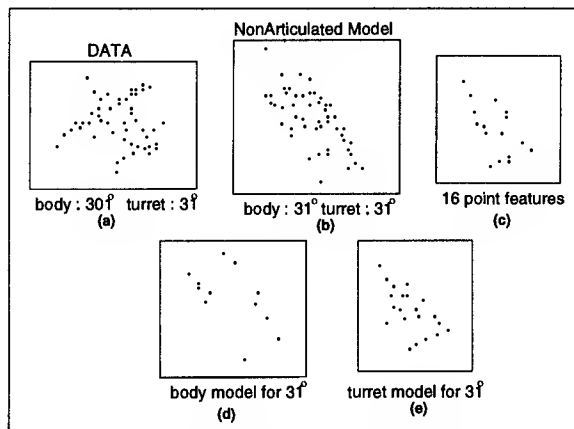 DATA
NonArticulated Model
body : 301° turret : 31°
(a)
body : 31° turret : 31°
(b)
16 point features
(c)
body model for 31°
(d)
turret model for 31°
(e)